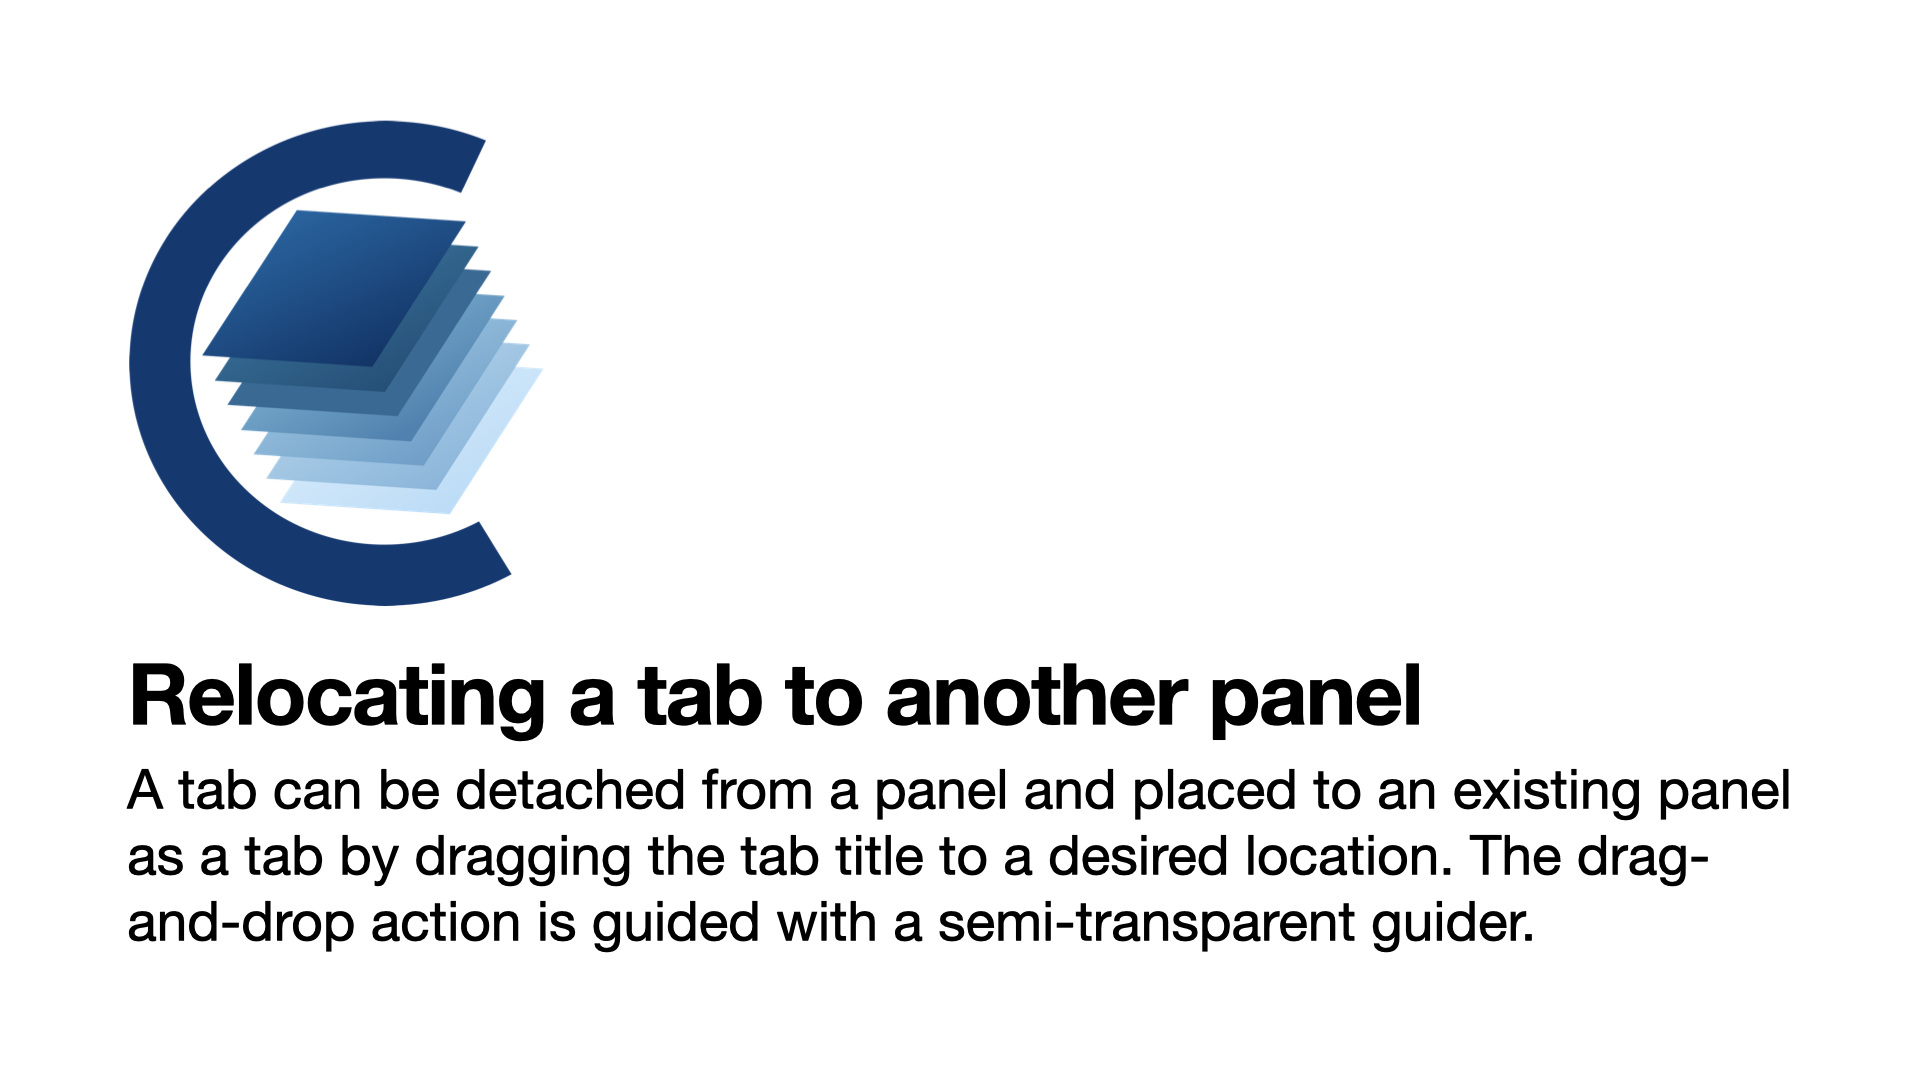 Relocating a tab to another panel
A tab can be detached from a panel and placed to an existing panel
as a tab by dragging the tab title to a desired location. The drag-
and-drop action is guided with a semi-transparent guider.